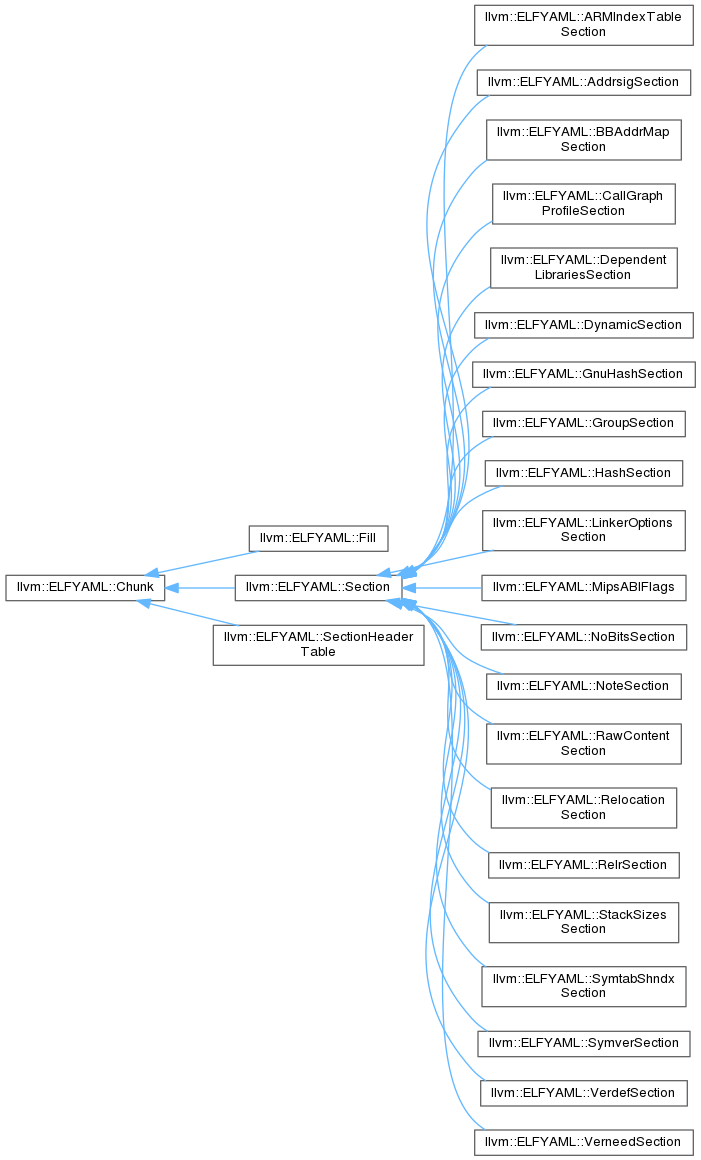 llvm::ELFYAML::ARMIndexTable
Section
llvm::ELFYAML::AddrsigSection
llvm::ELFYAML::BBAddrMap
Section
llvm::ELFYAML::CallGraph
ProfileSection
llvm::ELFYAML::Dependent
LibrariesSection
llvm::ELFYAML::DynamicSection
llvm::ELFYAML::GnuHashSection
llvm::ELFYAML::GroupSection
llvm::ELFYAML::HashSection
llvm::ELFYAML::LinkerOptions
Section
llvm::ELFYAML::Fill
llvm::ELFYAML::Chunk
llvm::ELFYAML::Section
llvm::ELFYAML::MipsABIFlags
llvm::ELFYAML::SectionHeader
Table
llvm::ELFYAML::NoBitsSection
llvm::ELFYAML::NoteSection
llvm::ELFYAML::RawContent
Section
llvm::ELFYAML::Relocation
Section
llvm::ELFYAML::RelrSection
llvm::ELFYAML::StackSizes
Section
llvm::ELFYAML::SymtabShndx
Section
llvm::ELFYAML::SymverSection
llvm::ELFYAML::VerdefSection
llvm::ELFYAML::VerneedSection